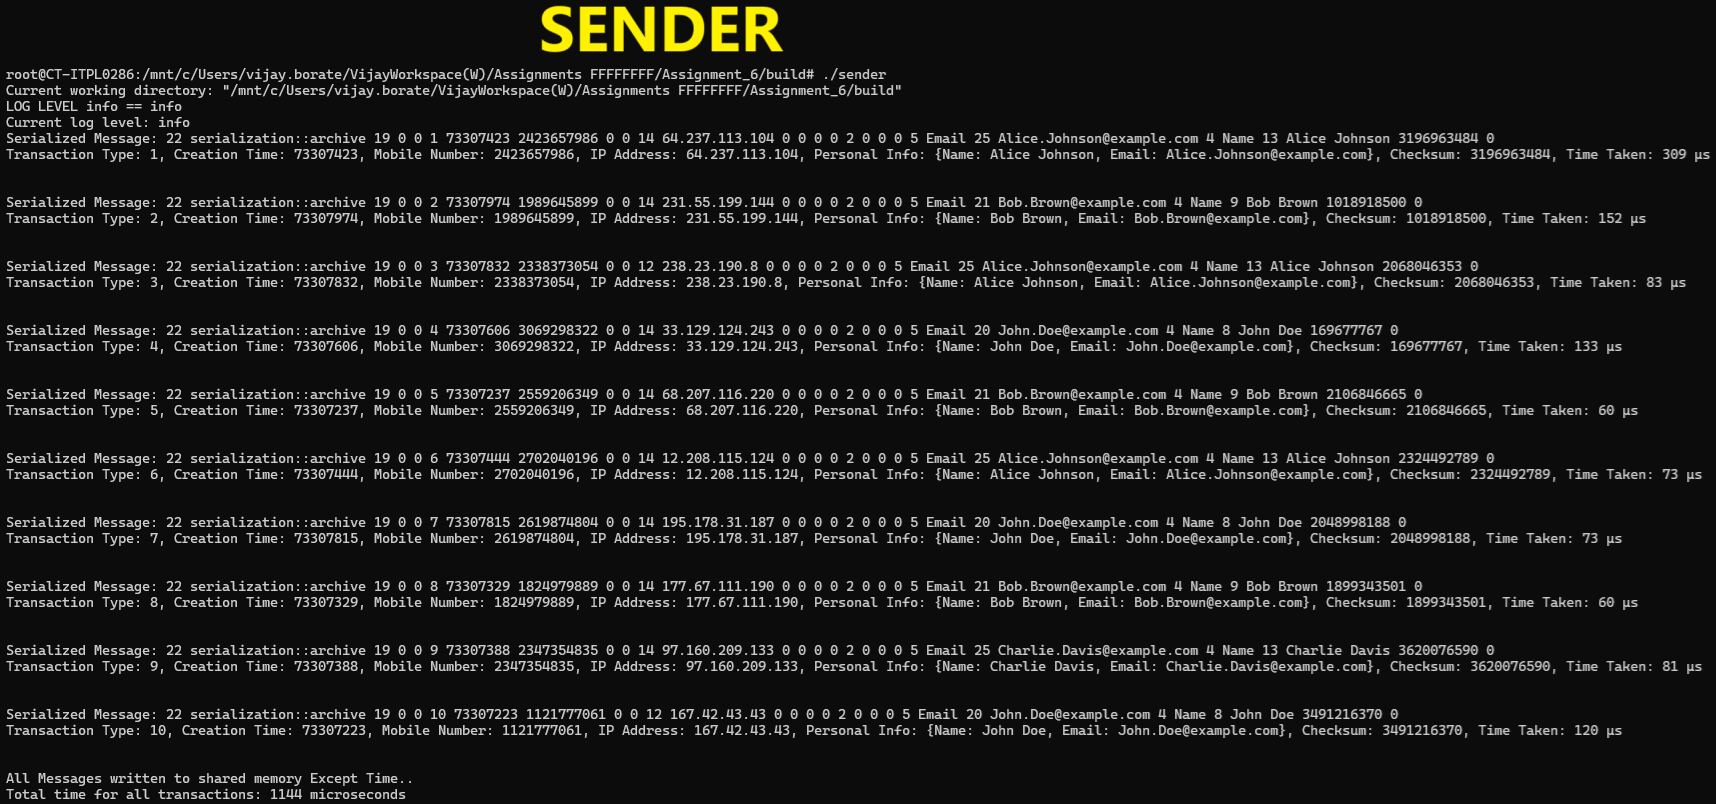 SENDER
root@CT-ITPL0286:/mnt/c/Users/vijay.borate/VijayWorkspace(W)/Assignments FFFFFFFF/Assignment_6/build# ./sender
Current working directory: "/mnt/c/Users/vijay.borate/VijayWorkspace(W)/Assignments FFFFFFFF/Assignment_6/build"
LOG LEVEL info == info
Current log level: info
Serialized Message: 22 serialization::archive 19 0 0 1 73307423 2423657986 0 0 14 64.237.113.104 0 0 0 0 2 0 0 0 5 Email 25 Alice.Johnson@example.com 4 Name 13 Alice Johnson 3196963484 0
Transaction Type: 1, Creation Time: 73307423, Mobile Number: 2423657986, IP Address: 64.237.113.104, Personal Info: {Name: Alice Johnson, Email: Alice.Johnson@example.com}, Checksum: 3196963484, Time Taken: 309 µs
Serialized Message: 22 serialization::archive 19 0 0 2 73307974 1989645899 0 0 14 231.55.199.144 0 0 0 0 2 0 0 0 5 Email 21 Bob.Brown@example.com 4 Name 9 Bob Brown 1018918500 0
Transaction Type: 2, Creation Time: 73307974, Mobile Number: 1989645899, IP Address: 231.55.199.144, Personal Info: {Name: Bob Brown, Email: Bob.Brown@example.com}, Checksum: 1018918500, Time Taken: 152 µs
Serialized Message: 22 serialization::archive 19 0 0 3 73307832 2338373054 0 0 12 238.23.190.8 0 0 0 0 2 0 0 0 5 Email 25 Alice.Johnson@example.com 4 Name 13 Alice Johnson 2068046353 0
Transaction Type: 3, Creation Time: 73307832, Mobile Number: 2338373054, IP Address: 238.23.190.8, Personal Info: {Name: Alice Johnson, Email: Alice.Johnson@example.com}, Checksum: 2068046353, Time Taken: 83 µs
Serialized Message: 22 serialization::archive 19 0 0 4 73307606 3069298322 0 0 14 33.129.124.243 0 0 0 0 2 0 0 0 5 Email 20 John.Doe@example.com 4 Name 8 John Doe 169677767 0
Transaction Type: 4, Creation Time: 73307606, Mobile Number: 3069298322, IP Address: 33.129.124.243, Personal Info: {Name: John Doe, Email: John.Doe@example.com}, Checksum: 169677767, Time Taken: 133 µs
Serialized Message: 22 serialization::archive 19 0 0 5 73307237 2559206349 0 0 14 68.207.116.220 0 0 0 0 2 0 0 0 5 Email 21 Bob.Brown@example.com 4 Name 9 Bob Brown 2106846665 0
Transaction Type: 5, Creation Time: 73307237, Mobile Number: 2559206349, IP Address: 68.207.116.220, Personal Info: {Name: Bob Brown, Email: Bob.Brown@example.com}, Checksum: 2106846665, Time Taken: 60 µs
Serialized Message: 22 serialization::archive 19 0 0 6 73307444 2702040196 0 0 14 12.208.115.124 0 0 0 0 2 0 0 0 5 Email 25 Alice.Johnson@example.com 4 Name 13 Alice Johnson 2324492789 0
Transaction Type: 6, Creation Time: 73307444, Mobile Number: 2702040196, IP Address: 12.208.115.124, Personal Info: {Name: Alice Johnson, Email: Alice.Johnson@example.com}, Checksum: 2324492789, Time Taken: 73 µs
Serialized Message: 22 serialization::archive 19 0 0 7 73307815 2619874804 0 0 14 195.178.31.187 0 0 0 0 2 0 0 0 5 Email 20 John.Doe@example.com 4 Name 8 John Doe 2048998188 0
Transaction Type: 7, Creation Time: 73307815, Mobile Number: 2619874804, IP Address: 195.178.31.187, Personal Info: {Name: John Doe, Email: John.Doe@example.com}, Checksum: 2048998188, Time Taken: 73 µs
Serialized Message: 22 serialization::archive 19 0 0 8 73307329 1824979889 0 0 14 177.67.111.190 0 0 0 0 2 0 0 0 5 Email 21 Bob.Brown@example.com 4 Name 9 Bob Brown 1899343501 0
Transaction Type: 8, Creation Time: 73307329, Mobile Number: 1824979889, IP Address: 177.67.111.190, Personal Info: {Name: Bob Brown, Email: Bob.Brown@example.com}, Checksum: 1899343501, Time Taken: 60 µs
Serialized Message: 22 serialization::archive 19 0 0 9 73307388 2347354835 0 0 14 97.160.209.133 0 0 0 0 2 0 0 0 5 Email 25 Charlie.Davis@example.com 4 Name 13 Charlie Davis 3620076590 0
Transaction Type: 9, Creation Time: 73307388, Mobile Number: 2347354835, IP Address: 97.160.209.133, Personal Info: {Name: Charlie Davis, Email: Charlie.Davis@example.com}, Checksum: 3620076590, Time Taken: 81 µs
Serialized Message: 22 serialization::archive 19 0 0 10 73307223 1121777061 0 0 12 167.42.43.43 0 0 0 0 2 0 0 0 5 Email 20 John.Doe@example.com 4 Name 8 John Doe 3491216370 0
Transaction Type: 10, Creation Time: 73307223, Mobile Number: 1121777061, IP Address: 167.42.43.43, Personal Info: {Name: John Doe, Email: John.Doe@example.com}, Checksum: 3491216370, Time Taken: 120 µs
All Messages written to shared memory Except Time..
Total time for all transactions: 1144 microseconds